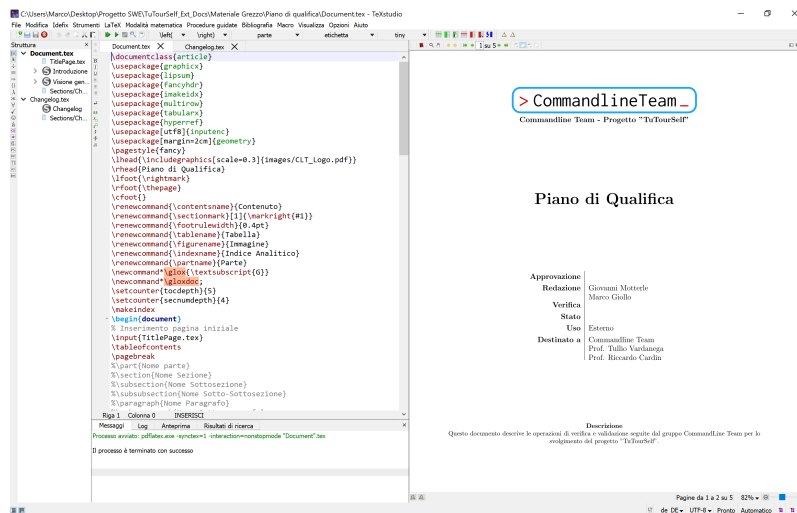 C:\Users\Marco\Desktop\Progetto SWE\TuTourSelf_Ext_Docs\Materiale Grezzo\Piano di qualifica\Document.tex - TeXstudio
File Modifica Idefix Strumenti LaTeX Modalità matematica Procedure guidate Bibliografia Macro Visualizza Opzioni Aiuto
\left( \right) parte etichetta tiny
1 su 5
Struttura
Document.tex
TitlePage.tex
Introduzione
Visione gen...
Sections/Ch...
Changelog.tex
Changelog
Sections/Ch...
Document.tex Changelog.tex
\documentclass{article}
\usepackage{graphicx}
\usepackage{lipsum}
\usepackage{fancyhdr}
\usepackage{imakeidx}
\usepackage{multirow}
\usepackage{tabularx}
\usepackage{hyperref}
\usepackage[utf8]{inputenc}
\usepackage[margin=2cm]{geometry}
\pagestyle{fancy}
\lhead{\includegraphics[scale=0.3]{images/CLT_Logo.pdf}}
\rhead{Piano di Qualifica}
\lfoot{\rightmark}
\rfoot{\thepage}
\cfoot{}
\renewcommand{\contentsname}{Contenuto}
\renewcommand{\sectionmark}[1]{\markright{#1}}
\renewcommand{\footrulewidth}{0.4pt}
\renewcommand{\tablename}{Tabella}
\renewcommand{\figurename}{Immagine}
\renewcommand{\indexname}{Indice Analitico}
\renewcommand{\partname}{Parte}
\newcommand*\glox{\textsubscript{G}}
\newcommand*\gloxdoc;
\setcounter{tocdepth}{5}
\setcounter{secnumdepth}{4}
\makeindex
\begin{document}
% Inserimento pagina iniziale
\input{TitlePage.tex}
\tableofcontents
\pagebreak
%\part{Nome parte}
%\section{Nome Sezione}
%\subsection{Nome Sottosezione}
%\subsubsection{Nome Sotto-Sottosezione}
%\paragraph{Nome Paragrafo}
Riga 1 Colonna 0 INSERISCI
Messaggi Log Anteprima Risultati di ricerca
Processo avviato: pdflatex.exe -synctex=1 -interaction=nonstopmode "Document".tex
Il processo è terminato con successo
> CommandlineTeam_
Commandline Team - Progetto "TuTourSelf"
Piano di Qualifica
Approvazione
Redazione Giovanni Motterle
Marco Giollo
Verifica
Stato
Uso Esterno
Destinato a Commandline Team
Prof. Tullio Vardanega
Prof. Riccardo Cardin
Descrizione
Questo documento descrive le operazioni di verifica e validazione seguite dal gruppo CommandLine Team per lo
svolgimento del progetto "TuTourSelf".
Pagine da 1 a 2 su 5 82%
de DE UTF-8 Pronto Automatico